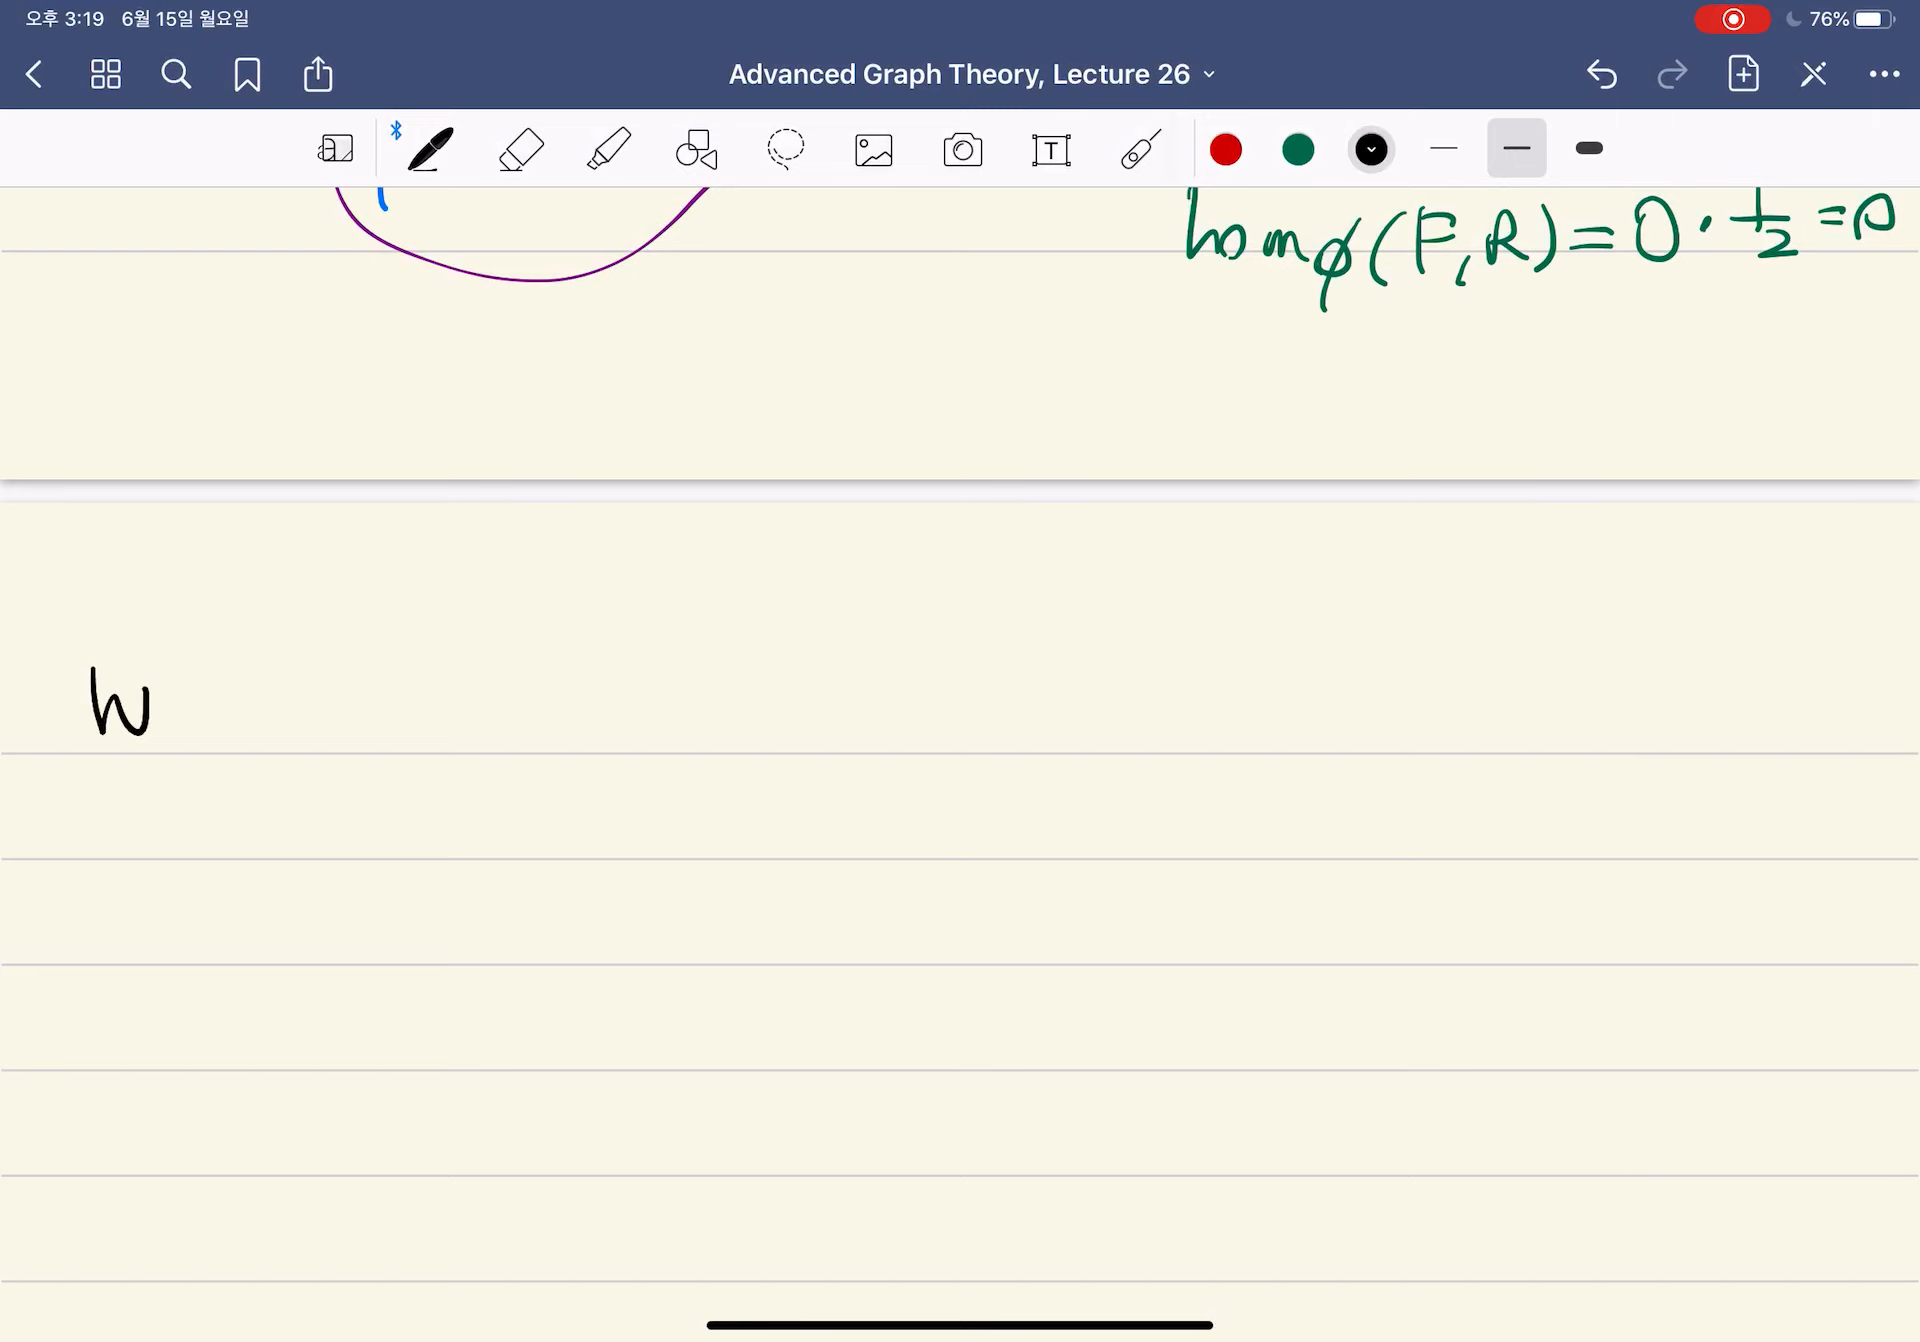 오후 3:19 6월 15일 월요일
76%
Advanced Graph Theory, Lecture 26
hom𝜙(F,R)=0·1/2=0
W